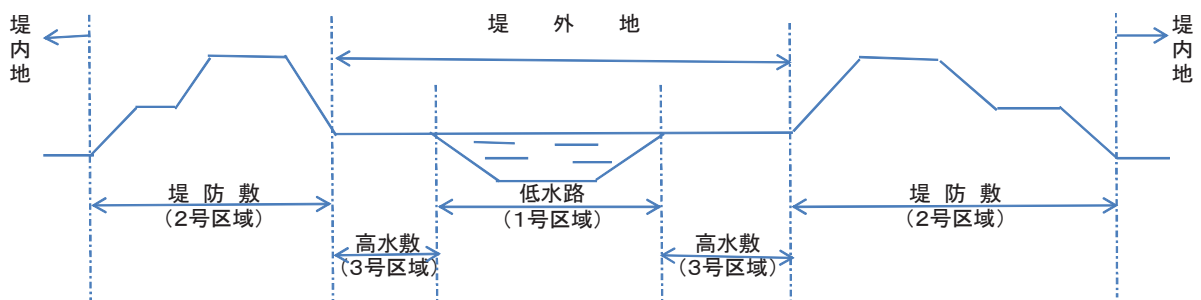 堤内地
堤外地
堤内地
堤防敷
(2号区域)
低水路
(1号区域)
堤防敷
(2号区域)
高水敷
(3号区域)
高水敷
(3号区域)